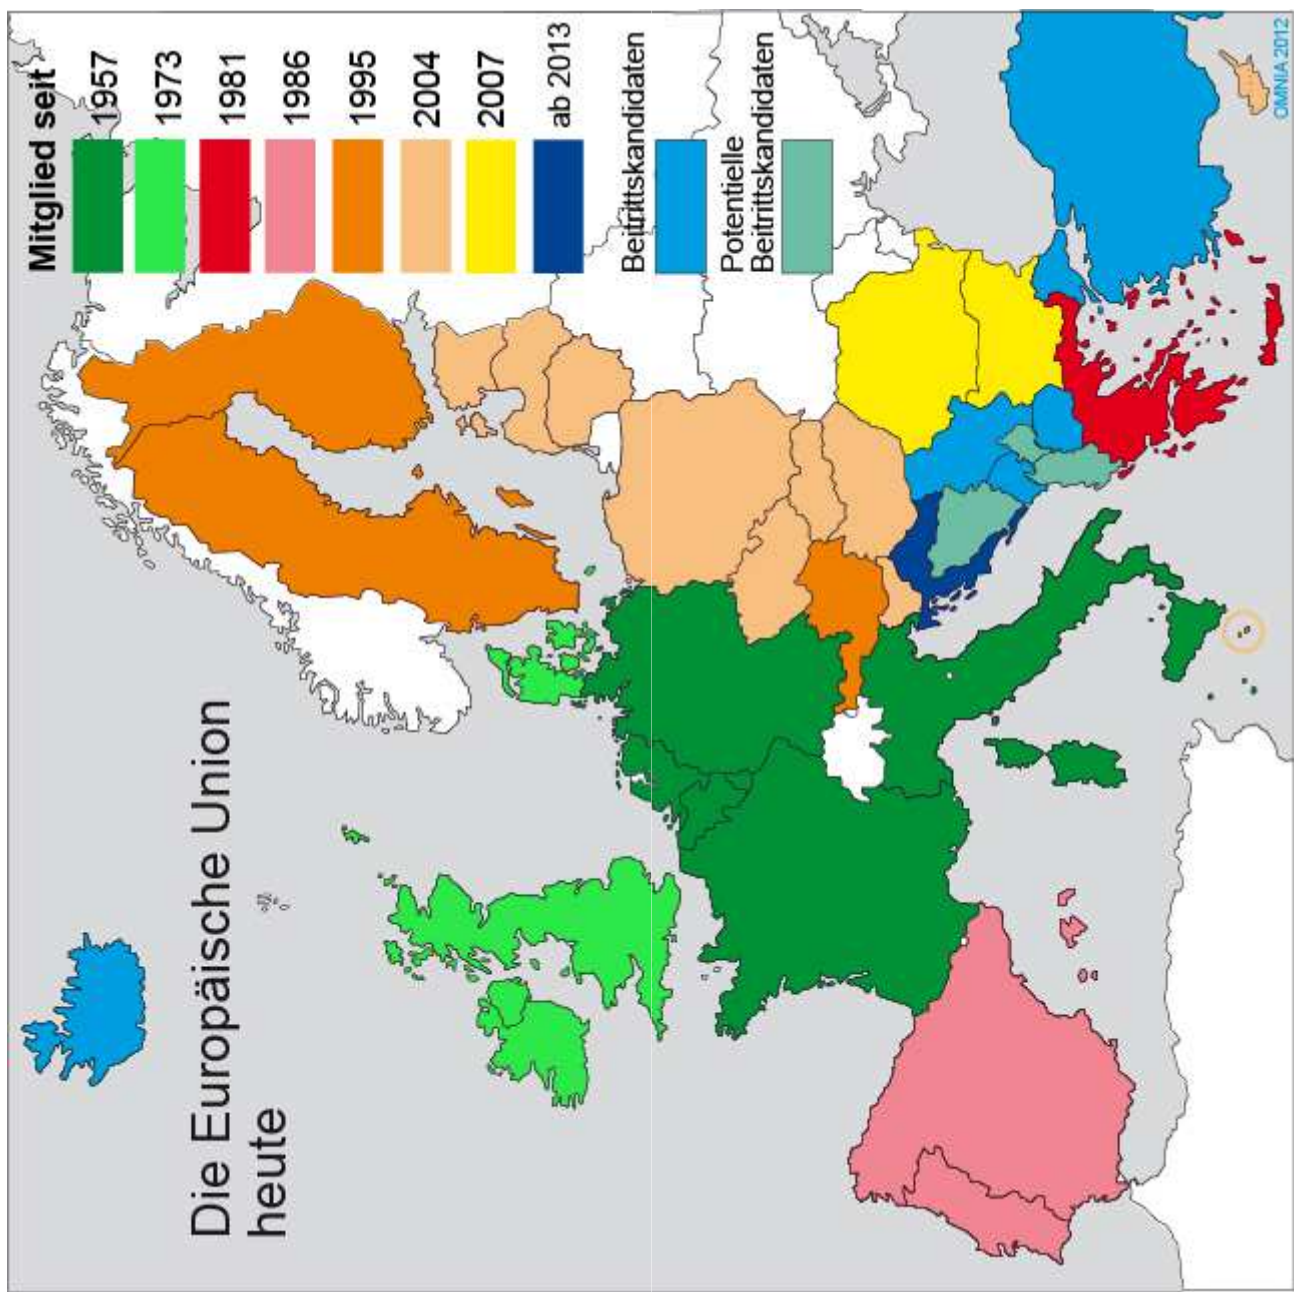 Die Europäische Union
heute
Mitglied seit
1957
1973
1981
1986
1995
2004
2007
ab 2013
Beitrittskandidaten
Potentielle
Beitrittskandidaten
OMNIA 2012